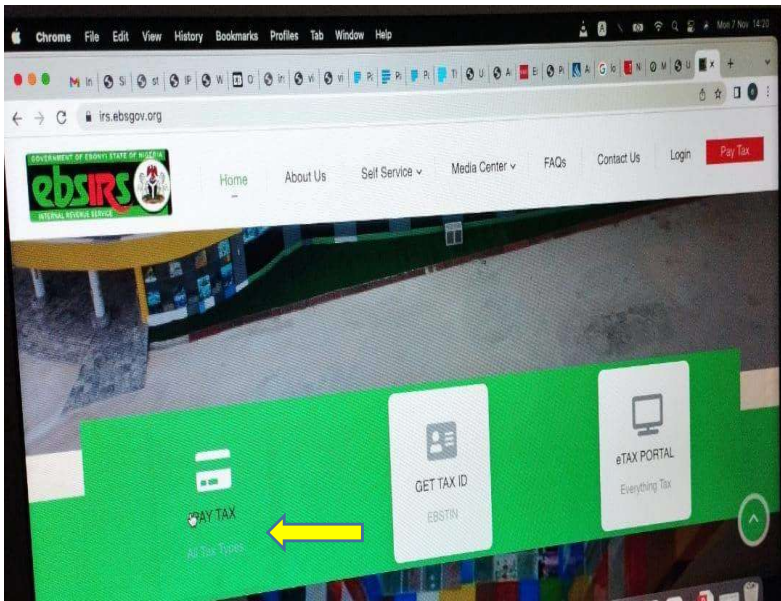 Chrome File Edit View History Bookmarks Profiles Tab Window Help
Mon 7 Nov 14:20
irs.ebsgov.org
GOVERNMENT OF EBONYI STATE OF NIGERIA
ebsIRS
INTERNAL REVENUE SERVICE
Home About Us Self Service Media Center FAQs Contact Us Login Pay Tax
PAY TAX
All Tax Types
GET TAX ID
EBSTIN
eTAX PORTAL
Everything Tax